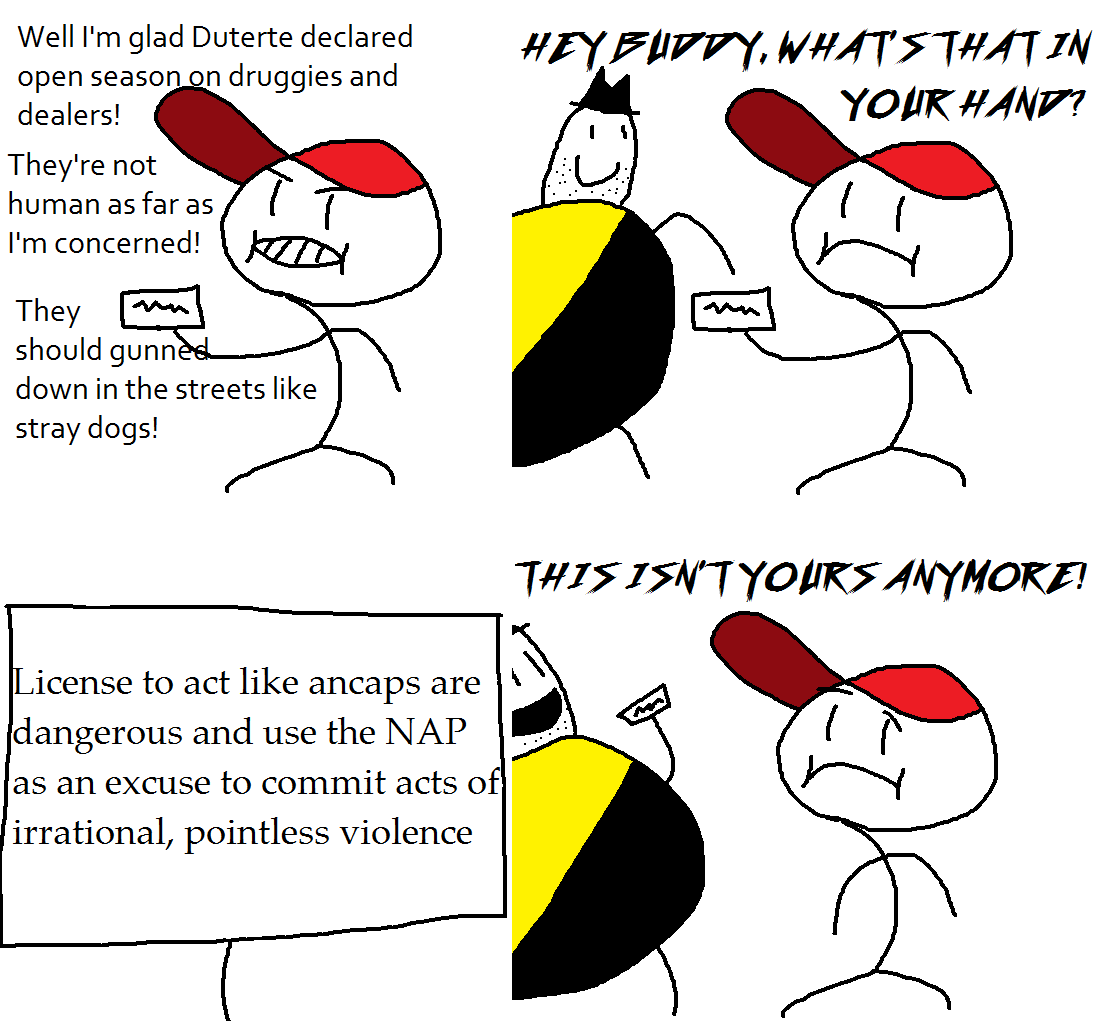 Well I'm glad Duterte declared
open season on druggies and
dealers!
They're not
human as far as
I'm concerned!
They
should gunned
down in the streets like
stray dogs!
HEY BUDDY, WHAT'S THAT IN
YOUR HAND?
License to act like ancaps are
dangerous and use the NAP
as an excuse to commit acts of
irrational, pointless violence
THIS ISN'T YOURS ANYMORE!